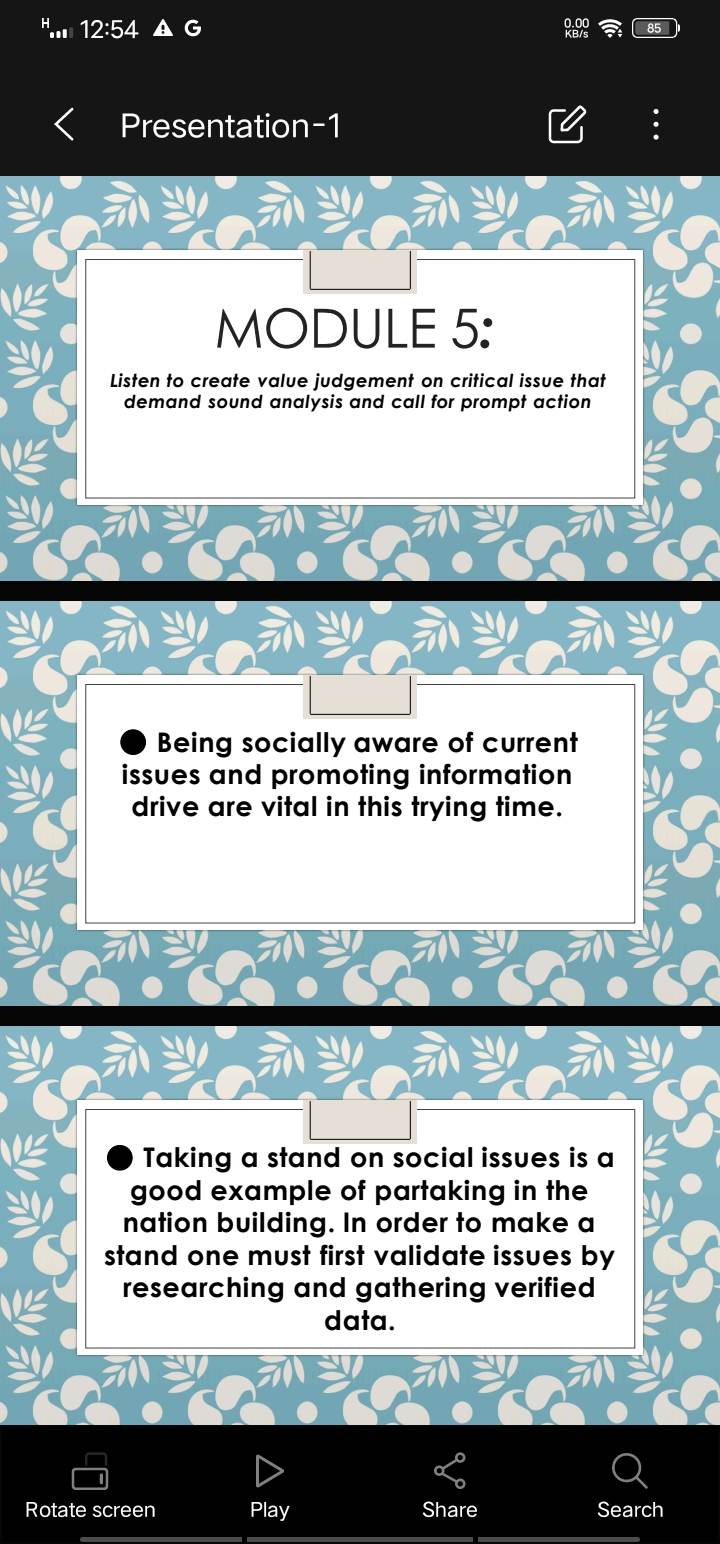 H 12:54 G 0.00 KB/s 85
Presentation-1
MODULE 5:
Listen to create value judgement on critical issue that
demand sound analysis and call for prompt action
● Being socially aware of current
issues and promoting information
drive are vital in this trying time.
● Taking a stand on social issues is a
good example of partaking in the
nation building. In order to make a
stand one must first validate issues by
researching and gathering verified
data.
Rotate screen Play Share Search